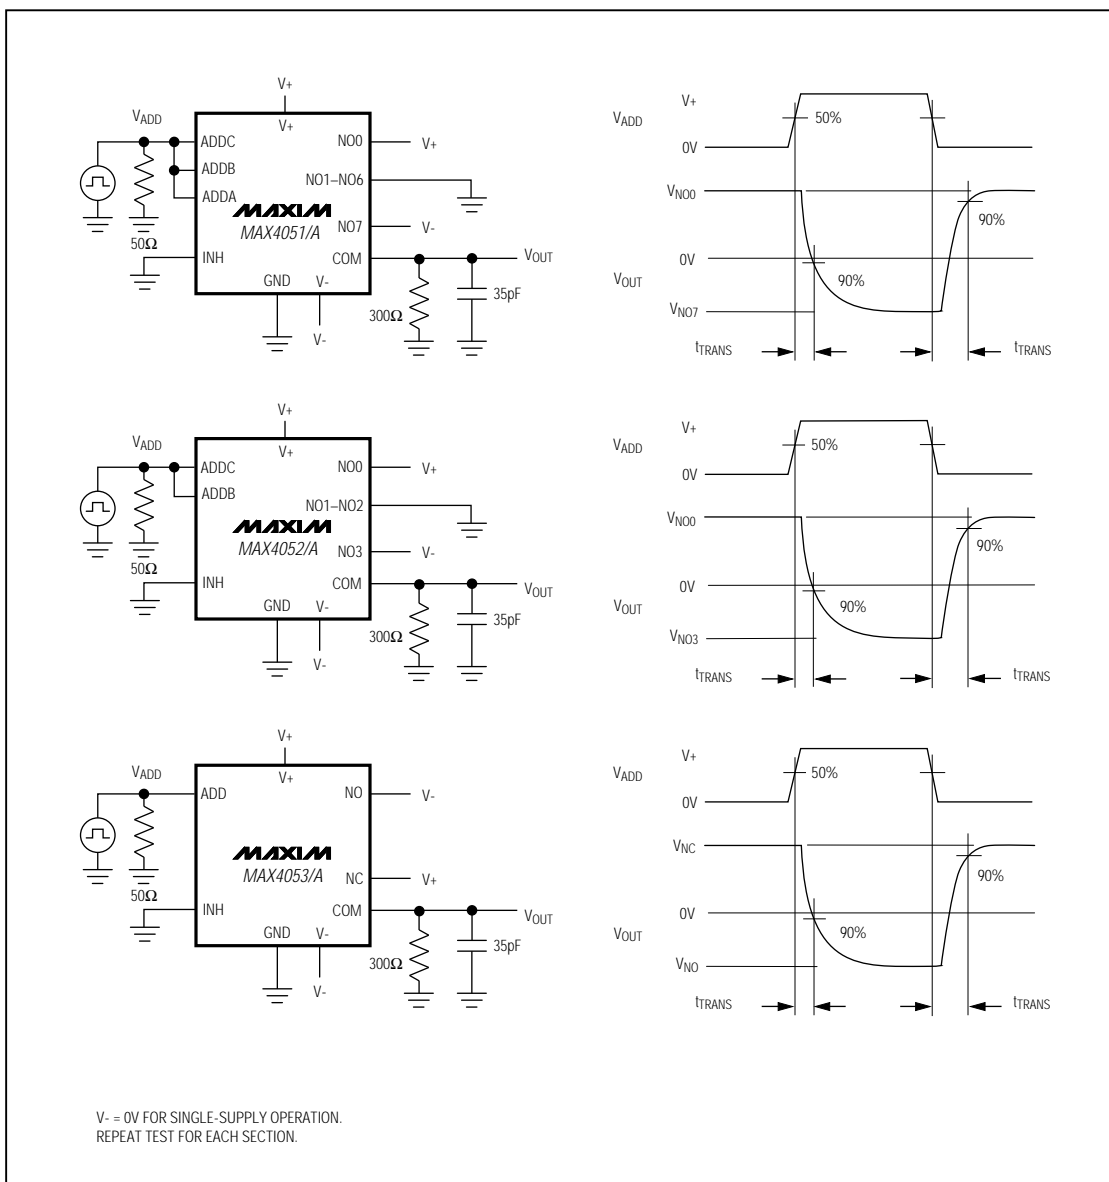 V+
VADD
V+
ADDC
ADDB
ADDA
NO0
V+
NO1–NO6
MAXIM
MAX4051/A
NO7
V-
50Ω
INH
COM
VOUT
GND
V-
300Ω
35pF
V-
V+
VADD
50%
0V
VNO0
90%
0V
VOUT
90%
VNO7
tTRANS
tTRANS
V+
VADD
V+
ADDC
ADDB
NO0
V+
NO1–NO2
MAXIM
MAX4052/A
NO3
V-
50Ω
INH
COM
VOUT
GND
V-
300Ω
35pF
V-
V+
VADD
50%
0V
VNO0
90%
0V
VOUT
90%
VNO3
tTRANS
tTRANS
V+
VADD
V+
ADD
NO
V-
MAXIM
MAX4053/A
NC
V+
50Ω
INH
COM
VOUT
GND
V-
300Ω
35pF
V-
V+
VADD
50%
0V
VNC
90%
0V
VOUT
90%
VNO
tTRANS
tTRANS
V- = 0V FOR SINGLE-SUPPLY OPERATION.
REPEAT TEST FOR EACH SECTION.